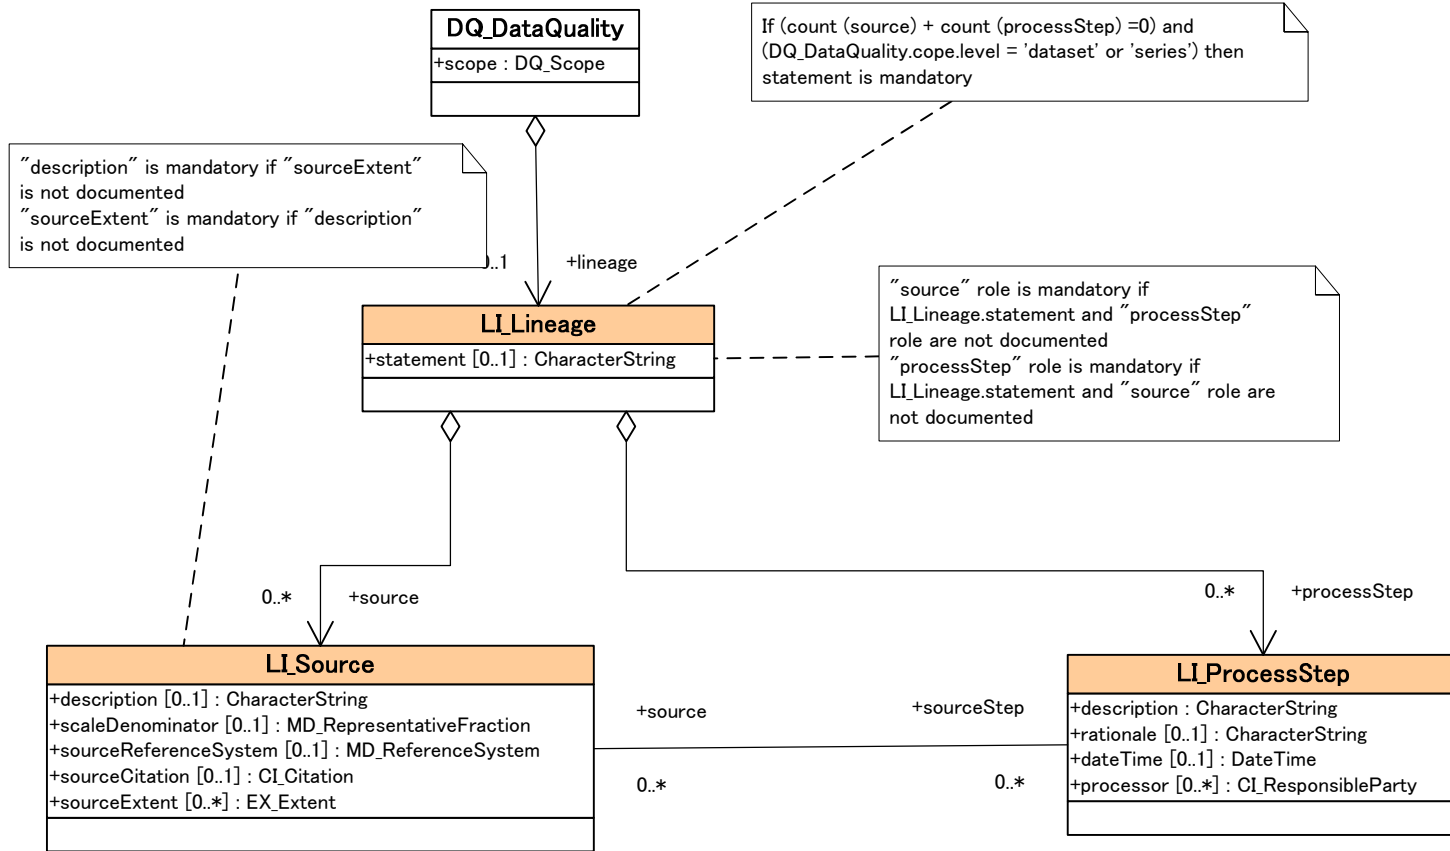 DQ_DataQuality
+scope : DQ_Scope
If (count (source) + count (processStep) =0) and
(DQ_DataQuality.cope.level = 'dataset' or 'series') then
statement is mandatory
"description" is mandatory if "sourceExtent"
is not documented
"sourceExtent" is mandatory if "description"
is not documented
0..1
+lineage
"source" role is mandatory if
LI_Lineage.statement and "processStep"
role are not documented
"processStep" role is mandatory if
LI_Lineage.statement and "source" role are
not documented
LI_Lineage
+statement [0..1] : CharacterString
0..*
+source
0..*
+processStep
LI_Source
+description [0..1] : CharacterString
+scaleDenominator [0..1] : MD_RepresentativeFraction
+sourceReferenceSystem [0..1] : MD_ReferenceSystem
+sourceCitation [0..1] : CI_Citation
+sourceExtent [0..*] : EX_Extent
+source
+sourceStep
0..*
0..*
LI_ProcessStep
+description : CharacterString
+rationale [0..1] : CharacterString
+dateTime [0..1] : DateTime
+processor [0..*] : CI_ResponsibleParty